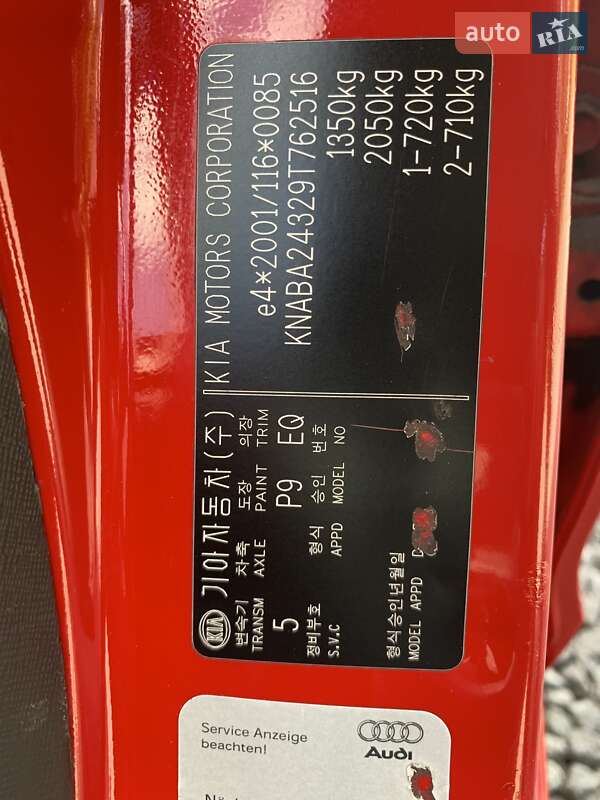 auto RIA.com
KIA 기아자동차(주) KIA MOTORS CORPORATION
변속기 차축 도장 의장
TRANSM AXLE PAINT TRIM
5 P9 EQ
정비부호 형식 승인 번호
S.V.C APPD MODEL NO
형식승인년월일
MODEL APPD
e4*2001/116*0085
KNABA24329T762516
1350kg
2050kg
1-720kg
2-710kg
Service Anzeige
beachten!
Audi